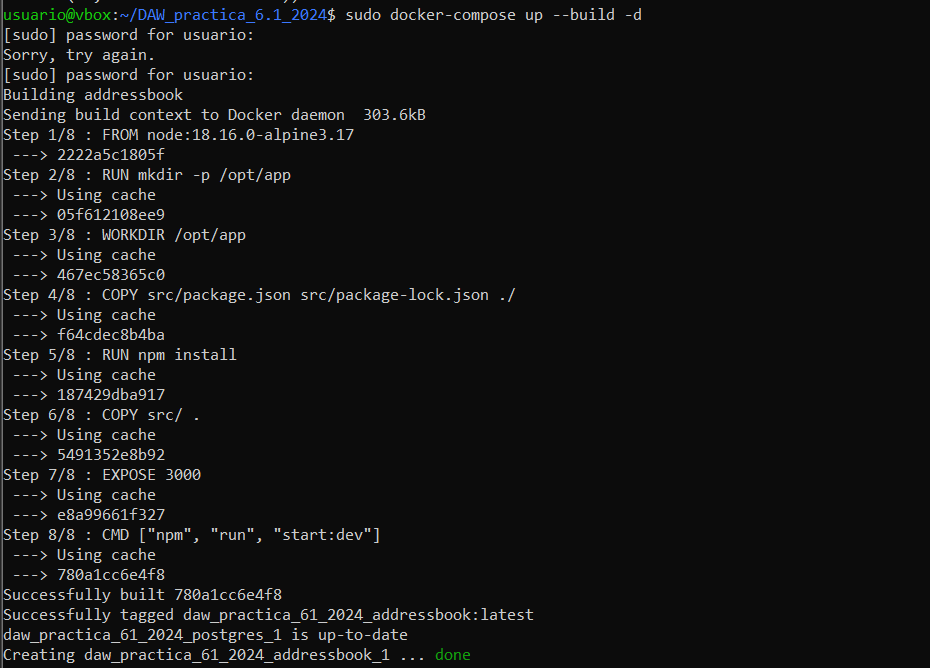 usuario@vbox:~/DAW_practica_6.1_2024$ sudo docker-compose up --build -d
[sudo] password for usuario:
Sorry, try again.
[sudo] password for usuario:
Building addressbook
Sending build context to Docker daemon  303.6kB
Step 1/8 : FROM node:18.16.0-alpine3.17
 ---> 2222a5c1805f
Step 2/8 : RUN mkdir -p /opt/app
 ---> Using cache
 ---> 05f612108ee9
Step 3/8 : WORKDIR /opt/app
 ---> Using cache
 ---> 467ec58365c0
Step 4/8 : COPY src/package.json src/package-lock.json ./
 ---> Using cache
 ---> f64cdec8b4ba
Step 5/8 : RUN npm install
 ---> Using cache
 ---> 187429dba917
Step 6/8 : COPY src/ .
 ---> Using cache
 ---> 5491352e8b92
Step 7/8 : EXPOSE 3000
 ---> Using cache
 ---> e8a99661f327
Step 8/8 : CMD ["npm", "run", "start:dev"]
 ---> Using cache
 ---> 780a1cc6e4f8
Successfully built 780a1cc6e4f8
Successfully tagged daw_practica_61_2024_addressbook:latest
daw_practica_61_2024_postgres_1 is up-to-date
Creating daw_practica_61_2024_addressbook_1 ... done